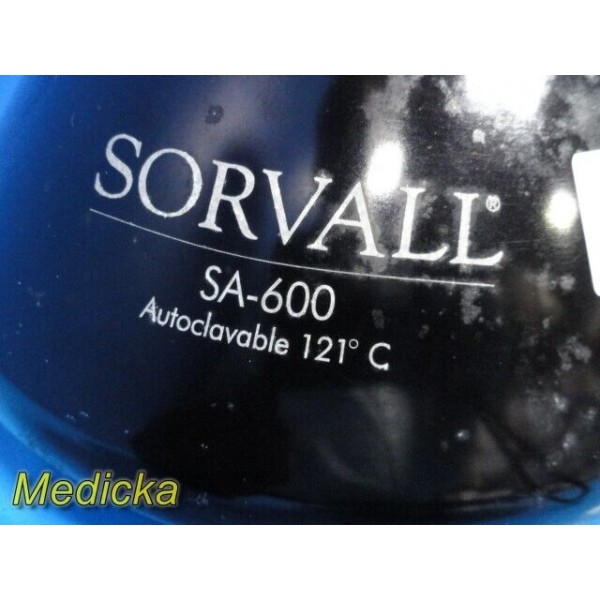 SORVALL®
SA-600
Autoclavable 121° C
Medicka